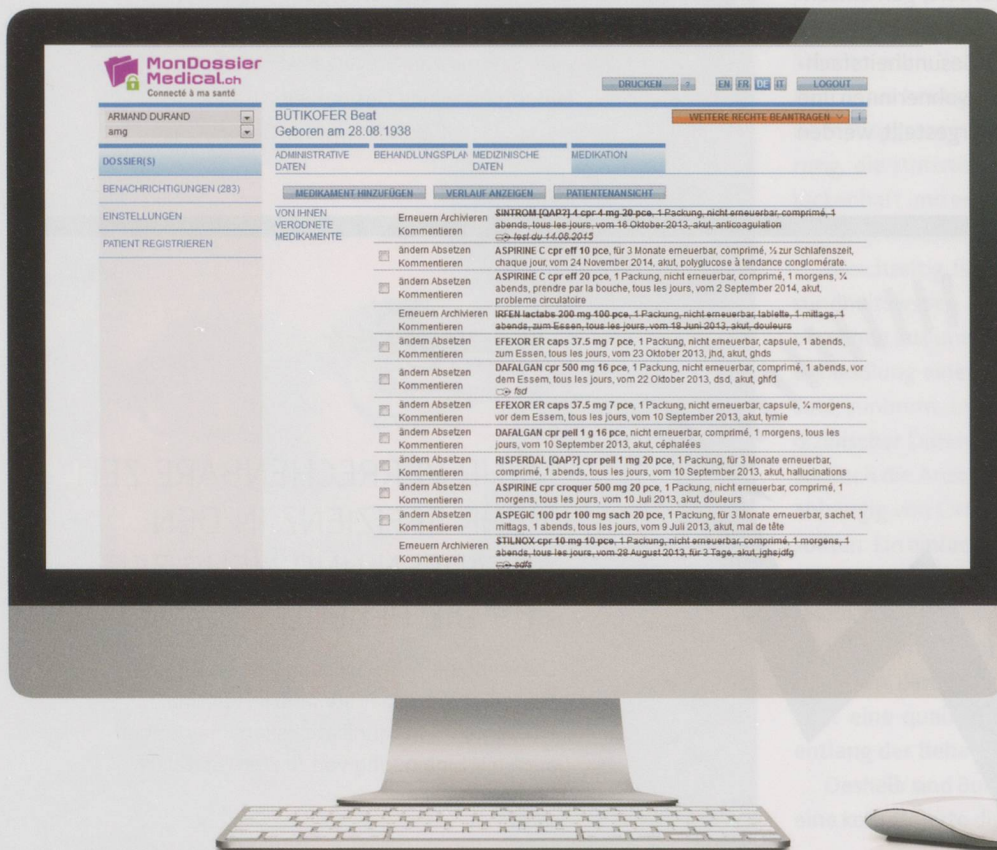 MonDossier
Medical.ch
Connecté à ma santé
DRUCKEN ? EN FR DE IT LOGOUT
ARMAND DURAND
amg
BÜTIKOFER Beat
Geboren am 28.08.1938
WEITERE RECHTE BEANTRAGEN i
DOSSIER(S)
BENACHRICHTIGUNGEN (283)
EINSTELLUNGEN
PATIENT REGISTRIEREN
ADMINISTRATIVE DATEN
BEHANDLUNGSPLAN
MEDIZINISCHE DATEN
MEDIKATION
MEDIKAMENT HINZUFÜGEN VERLAUF ANZEIGEN PATIENTENANSICHT
VON IHNEN
VERODNETE
MEDIKAMENTE
Erneuern Archivieren
Kommentieren
SINTROM [QAP?] 4 cpr 4 mg 20 pce, 1 Packung, nicht erneuerbar, comprimé, 1
abends, tous les jours, vom 16 Oktober 2013, akut, anticoagulation
test du 14.06.2015
ändern Absetzen
Kommentieren
ASPIRINE C cpr eff 10 pce, für 3 Monate erneuerbar, comprimé, ½ zur Schlafenszeit,
chaque jour, vom 24 November 2014, akut, polyglucose à tendance conglomérate.
ändern Absetzen
Kommentieren
ASPIRINE C cpr eff 20 pce, 1 Packung, nicht erneuerbar, comprimé, 1 morgens, ¼
abends, prendre par la bouche, tous les jours, vom 2 September 2014, akut,
probleme circulatoire
Erneuern Archivieren
Kommentieren
IRFEN lactabs 200 mg 100 pce, 1 Packung, nicht erneuerbar, tablette, 1 mittags, 1
abends, zum Essen, tous les jours, vom 18 Juni 2013, akut, douleurs
ändern Absetzen
Kommentieren
EFEXOR ER caps 37.5 mg 7 pce, 1 Packung, nicht erneuerbar, capsule, 1 abends,
zum Essen, tous les jours, vom 23 Oktober 2013, jhd, akut, ghds
ändern Absetzen
Kommentieren
DAFALGAN cpr 500 mg 16 pce, 1 Packung, nicht erneuerbar, comprimé, 1 abends, vor
dem Essem, tous les jours, vom 22 Oktober 2013, dsd, akut, ghfd
fsd
ändern Absetzen
Kommentieren
EFEXOR ER caps 37.5 mg 7 pce, 1 Packung, nicht erneuerbar, capsule, ¼ morgens,
vor dem Essem, tous les jours, vom 10 September 2013, akut, tymie
ändern Absetzen
Kommentieren
DAFALGAN cpr pell 1 g 16 pce, nicht erneuerbar, comprimé, 1 morgens, tous les
jours, vom 10 September 2013, akut, céphalées
ändern Absetzen
Kommentieren
RISPERDAL [QAP?] cpr pell 1 mg 20 pce, 1 Packung, für 3 Monate erneuerbar,
comprimé, 1 abends, tous les jours, vom 10 September 2013, akut, hallucinations
ändern Absetzen
Kommentieren
ASPIRINE cpr croquer 500 mg 20 pce, 1 Packung, nicht erneuerbar, comprimé, 1
morgens, tous les jours, vom 10 Juli 2013, akut, douleurs
ändern Absetzen
Kommentieren
ASPEGIC 100 pdr 100 mg sach 20 pce, 1 Packung, für 3 Monate erneuerbar, sachet, 1
mittags, 1 abends, tous les jours, vom 9 Juli 2013, akut, mal de tête
Erneuern Archivieren
Kommentieren
STILNOX cpr 10 mg 10 pce, 1 Packung, nicht erneuerbar, comprimé, 1 morgens, 1
abends, tous les jours, vom 28 August 2013, für 3 Tage, akut, jghsjdfg
sdfs